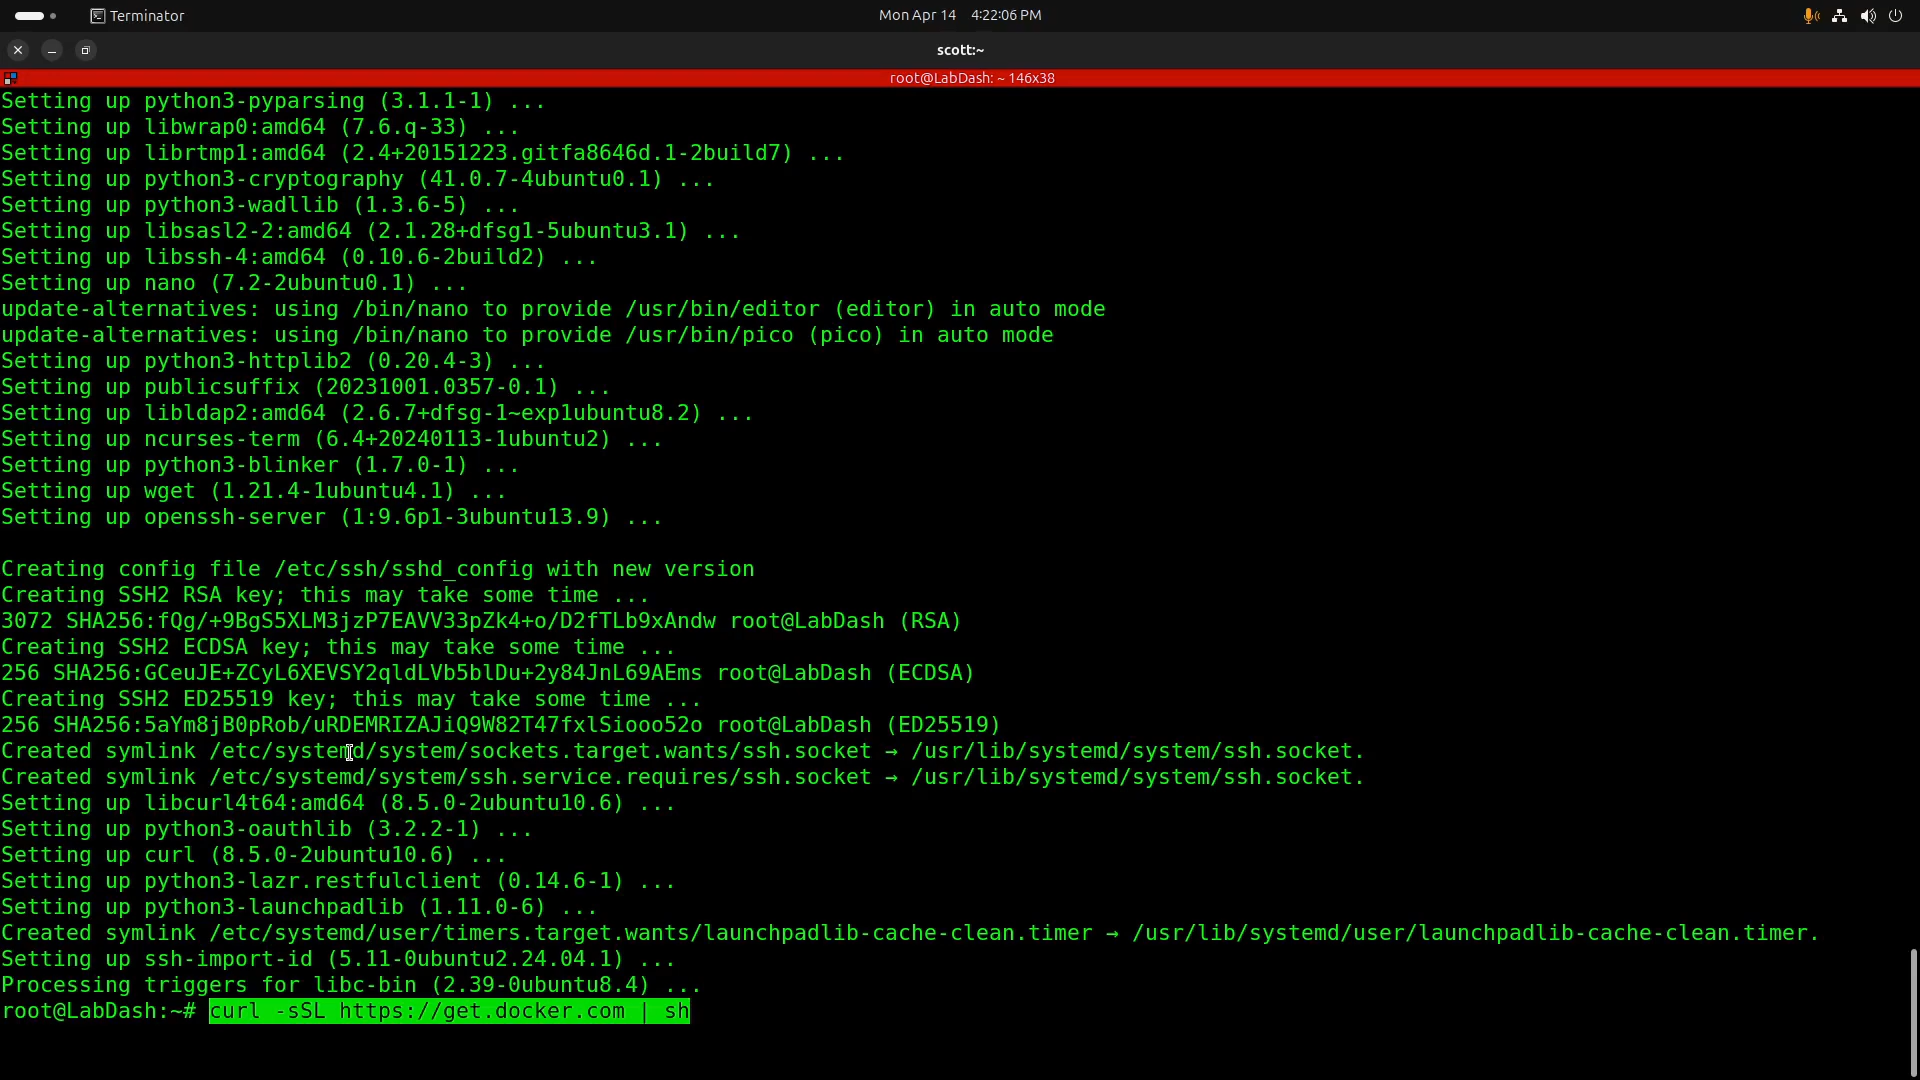 Terminator
Mon Apr 14 4:22:06 PM
scott:~
root@LabDash: ~ 146x38
Setting up python3-pyparsing (3.1.1-1) ...
Setting up libwrap0:amd64 (7.6.q-33) ...
Setting up librtmp1:amd64 (2.4+20151223.gitfa8646d.1-2build7) ...
Setting up python3-cryptography (41.0.7-4ubuntu0.1) ...
Setting up python3-wadllib (1.3.6-5) ...
Setting up libsasl2-2:amd64 (2.1.28+dfsg1-5ubuntu3.1) ...
Setting up libssh-4:amd64 (0.10.6-2build2) ...
Setting up nano (7.2-2ubuntu0.1) ...
update-alternatives: using /bin/nano to provide /usr/bin/editor (editor) in auto mode
update-alternatives: using /bin/nano to provide /usr/bin/pico (pico) in auto mode
Setting up python3-httplib2 (0.20.4-3) ...
Setting up publicsuffix (20231001.0357-0.1) ...
Setting up libldap2:amd64 (2.6.7+dfsg-1~exp1ubuntu8.2) ...
Setting up ncurses-term (6.4+20240113-1ubuntu2) ...
Setting up python3-blinker (1.7.0-1) ...
Setting up wget (1.21.4-1ubuntu4.1) ...
Setting up openssh-server (1:9.6p1-3ubuntu13.9) ...
Creating config file /etc/ssh/sshd_config with new version
Creating SSH2 RSA key; this may take some time ...
3072 SHA256:fQg/+9BgS5XLM3jzP7EAVV33pZk4+o/D2fTLb9xAndw root@LabDash (RSA)
Creating SSH2 ECDSA key; this may take some time ...
256 SHA256:GCeuJE+ZCyL6XEVSY2qldLVb5blDu+2y84JnL69AEms root@LabDash (ECDSA)
Creating SSH2 ED25519 key; this may take some time ...
256 SHA256:5aYm8jB0pRob/uRDEMRIZAJiQ9W82T47fxlSiooo52o root@LabDash (ED25519)
Created symlink /etc/systemd/system/sockets.target.wants/ssh.socket → /usr/lib/systemd/system/ssh.socket.
Created symlink /etc/systemd/system/ssh.service.requires/ssh.socket → /usr/lib/systemd/system/ssh.socket.
Setting up libcurl4t64:amd64 (8.5.0-2ubuntu10.6) ...
Setting up python3-oauthlib (3.2.2-1) ...
Setting up curl (8.5.0-2ubuntu10.6) ...
Setting up python3-lazr.restfulclient (0.14.6-1) ...
Setting up python3-launchpadlib (1.11.0-6) ...
Created symlink /etc/systemd/user/timers.target.wants/launchpadlib-cache-clean.timer → /usr/lib/systemd/user/launchpadlib-cache-clean.timer.
Setting up ssh-import-id (5.11-0ubuntu2.24.04.1) ...
Processing triggers for libc-bin (2.39-0ubuntu8.4) ...
root@LabDash:~# curl -sSL https://get.docker.com | sh